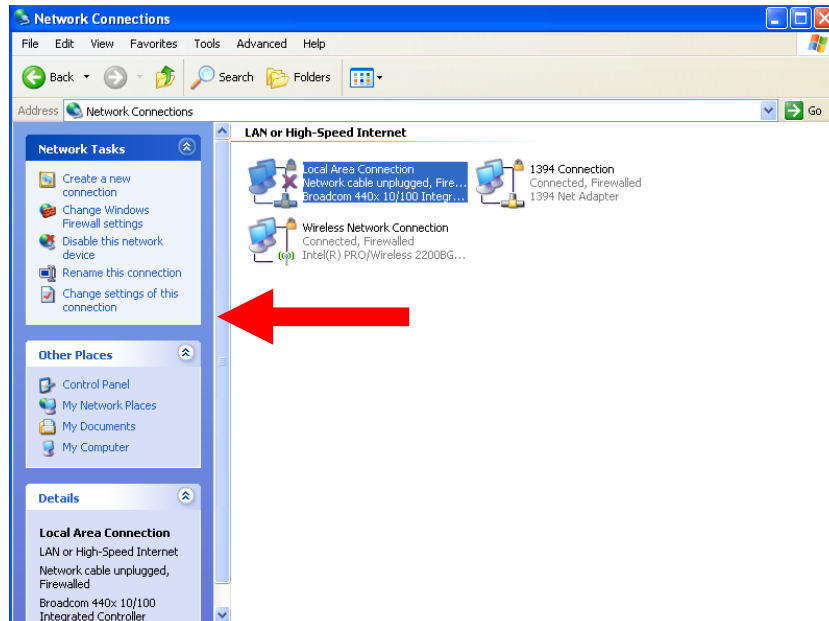 Network Connections
File Edit View Favorites Tools Advanced Help
Back Search Folders
Address Network Connections Go
Network Tasks
Create a new
connection
Change Windows
Firewall settings
Disable this network
device
Rename this connection
Change settings of this
connection
Other Places
Control Panel
My Network Places
My Documents
My Computer
Details
Local Area Connection
LAN or High-Speed Internet
Network cable unplugged,
Firewalled
Broadcom 440x 10/100
Integrated Controller
LAN or High-Speed Internet
Local Area Connection
Network cable unplugged, Fire...
Broadcom 440x 10/100 Integr...
1394 Connection
Connected, Firewalled
1394 Net Adapter
Wireless Network Connection
Connected, Firewalled
Intel(R) PRO/Wireless 2200BG...